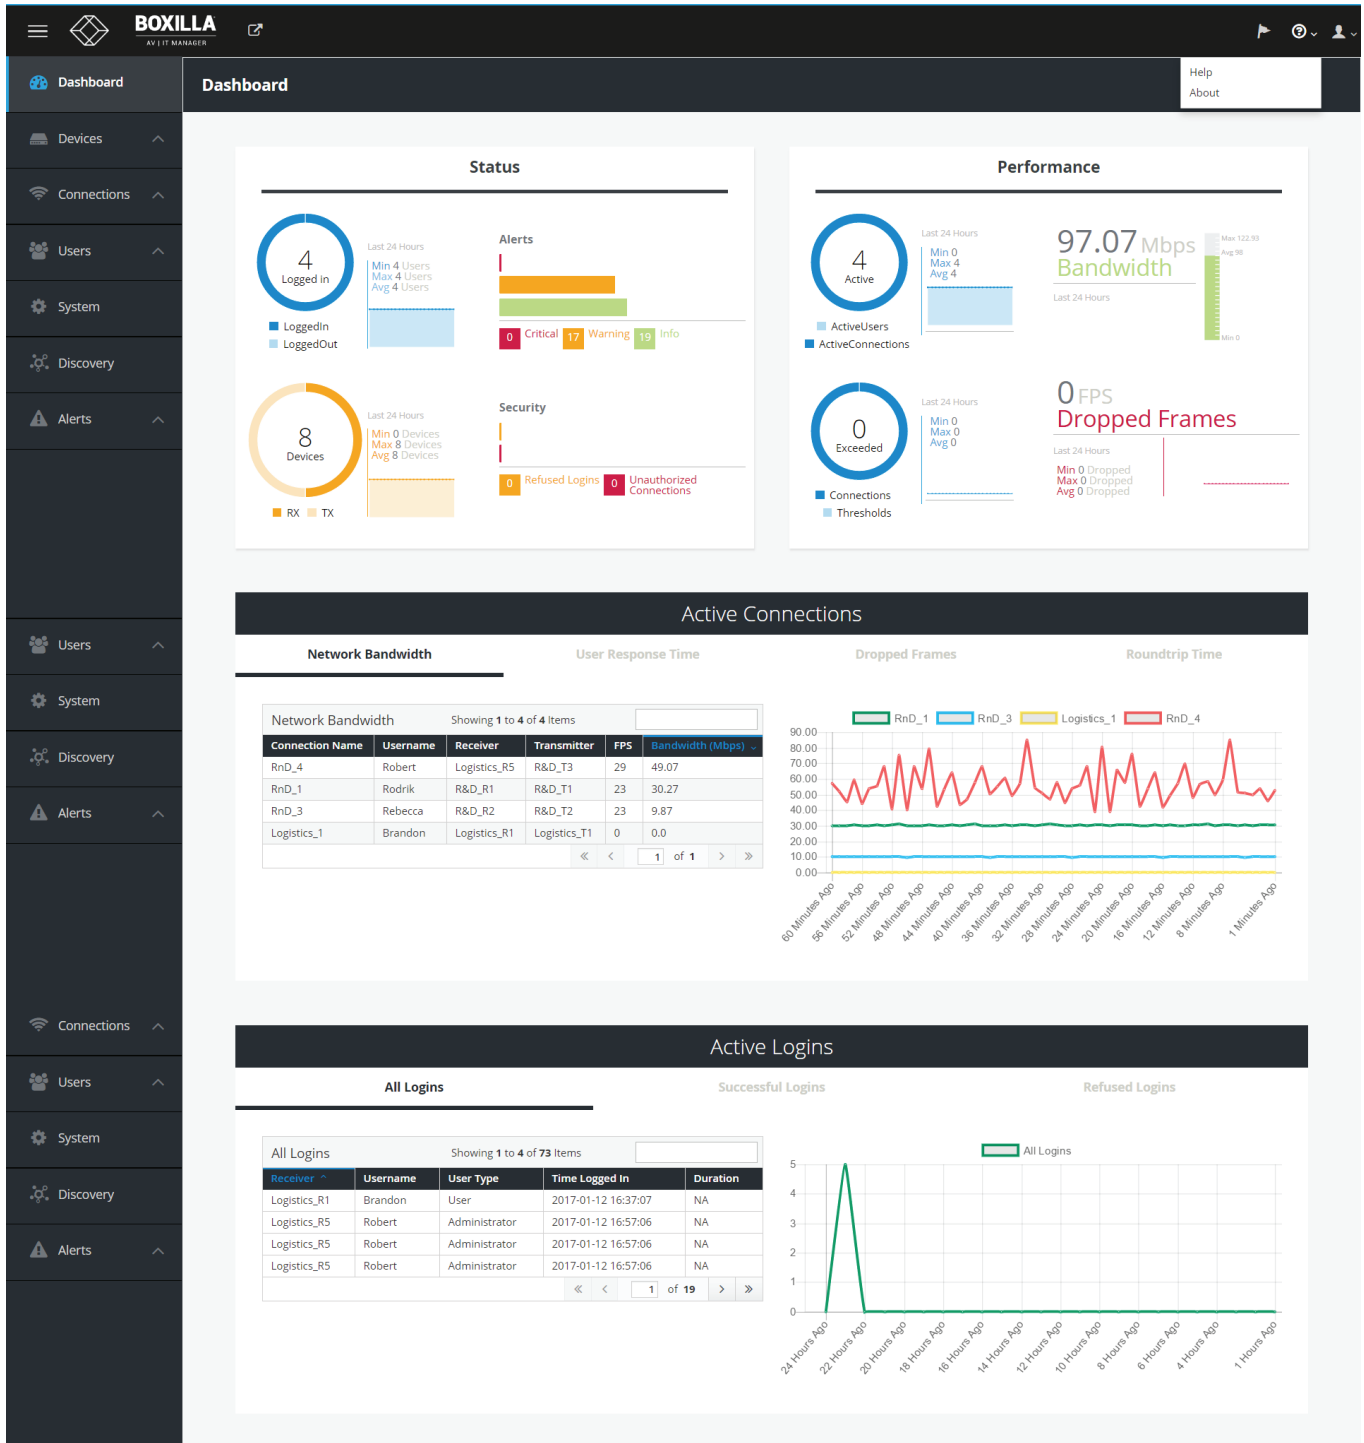 BOXILLA
AV | IT MANAGER
Dashboard
Devices
Connections
Users
System
Discovery
Alerts
Users
System
Discovery
Alerts
Connections
Users
System
Discovery
Alerts
Dashboard
Help
About
Status
4
Logged in
LoggedIn
LoggedOut
Last 24 Hours
Min 4 Users
Max 4 Users
Avg 4 Users
Alerts
0 Critical 17 Warning 19 Info
8
Devices
RX TX
Last 24 Hours
Min 0 Devices
Max 8 Devices
Avg 8 Devices
Security
0 Refused Logins 0 Unauthorized
Connections
Performance
4
Active
ActiveUsers
ActiveConnections
Last 24 Hours
Min 0
Max 4
Avg 4
97.07 Mbps
Bandwidth
Last 24 Hours
Max 122.93
Avg 98
Min 0
0
Exceeded
Connections
Thresholds
Last 24 Hours
Min 0
Max 0
Avg 0
0 FPS
Dropped Frames
Last 24 Hours
Min 0 Dropped
Max 0 Dropped
Avg 0 Dropped
Active Connections
Network Bandwidth User Response Time Dropped Frames Roundtrip Time
Network Bandwidth Showing 1 to 4 of 4 Items
Connection Name Username Receiver Transmitter FPS Bandwidth (Mbps)
RnD_4 Robert Logistics_R5 R&D_T3 29 49.07
RnD_1 Rodrik R&D_R1 R&D_T1 23 30.27
RnD_3 Rebecca R&D_R2 R&D_T2 23 9.87
Logistics_1 Brandon Logistics_R1 Logistics_T1 0 0.0
1 of 1
RnD_1 RnD_3 Logistics_1 RnD_4
90.00
80.00
70.00
60.00
50.00
40.00
30.00
20.00
10.00
0.00
60 Minutes Ago
56 Minutes Ago
52 Minutes Ago
48 Minutes Ago
44 Minutes Ago
40 Minutes Ago
36 Minutes Ago
32 Minutes Ago
28 Minutes Ago
24 Minutes Ago
20 Minutes Ago
16 Minutes Ago
12 Minutes Ago
8 Minutes Ago
1 Minutes Ago
Active Logins
All Logins Successful Logins Refused Logins
All Logins Showing 1 to 4 of 73 Items
Receiver Username User Type Time Logged In Duration
Logistics_R1 Brandon User 2017-01-12 16:37:07 NA
Logistics_R5 Robert Administrator 2017-01-12 16:57:06 NA
Logistics_R5 Robert Administrator 2017-01-12 16:57:06 NA
Logistics_R5 Robert Administrator 2017-01-12 16:57:06 NA
1 of 19
All Logins
5
4
3
2
1
0
24 Hours Ago
22 Hours Ago
20 Hours Ago
18 Hours Ago
16 Hours Ago
14 Hours Ago
12 Hours Ago
10 Hours Ago
8 Hours Ago
6 Hours Ago
4 Hours Ago
1 Hours Ago